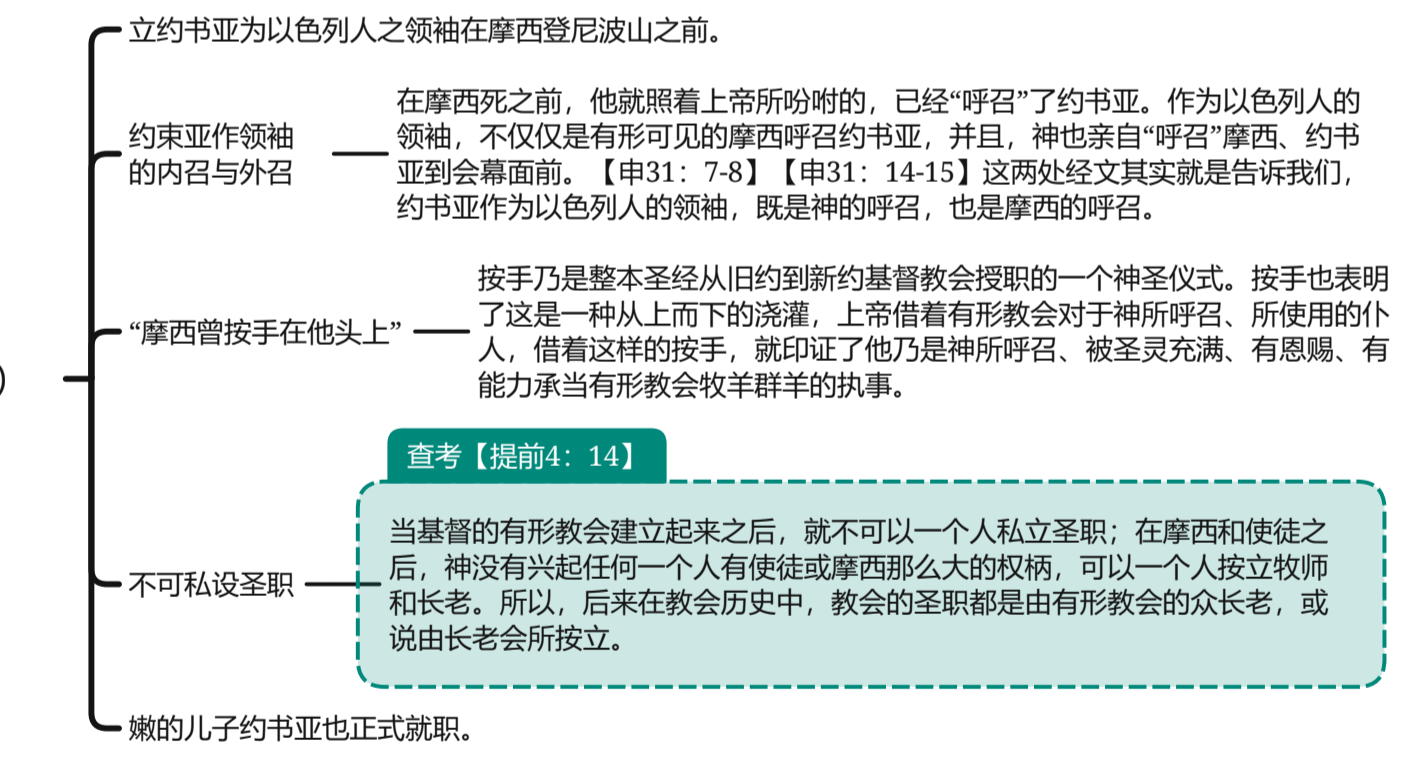 立约书亚为以色列人之领袖在摩西登尼波山之前。
在摩西死之前，他就照着上帝所吩咐的，已经“呼召”了约书亚。作为以色列人的
领袖，不仅仅是有形可见的摩西呼召约书亚，并且，神也亲自“呼召”摩西、约书
亚到会幕面前。【申31：7-8】【申31：14-15】这两处经文其实就是告诉我们，
约书亚作为以色列人的领袖，既是神的呼召，也是摩西的呼召。
约束亚作领袖
的内召与外召
按手乃是整本圣经从旧约到新约基督教会授职的一个神圣仪式。按手也表明
了这是一种从上而下的浇灌，上帝借着有形教会对于神所呼召、所使用的仆
人，借着这样的按手，就印证了他乃是神所呼召、被圣灵充满、有恩赐、有
能力承当有形教会牧羊群羊的执事。
“摩西曾按手在他头上”
）
查考【提前4：14】
当基督的有形教会建立起来之后，就不可以一个人私立圣职；在摩西和使徒之
后，神没有兴起任何一个人有使徒或摩西那么大的权柄，可以一个人按立牧师
和长老。所以，后来在教会历史中，教会的圣职都是由有形教会的众长老，或
说由长老会所按立。
不可私设圣职
嫩的儿子约书亚也正式就职。